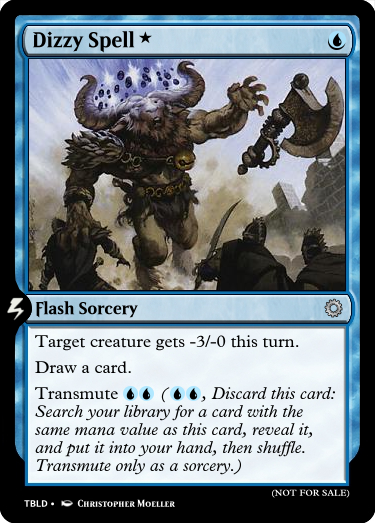 Dizzy Spell ★
Flash Sorcery
Target creature gets -3/-0 this turn.
Draw a card.
Transmute (, Discard this card:
Search your library for a card with the
same mana value as this card, reveal it,
and put it into your hand, then shuffle.
Transmute only as a sorcery.)
(NOT FOR SALE)
TBLD • Christopher Moeller